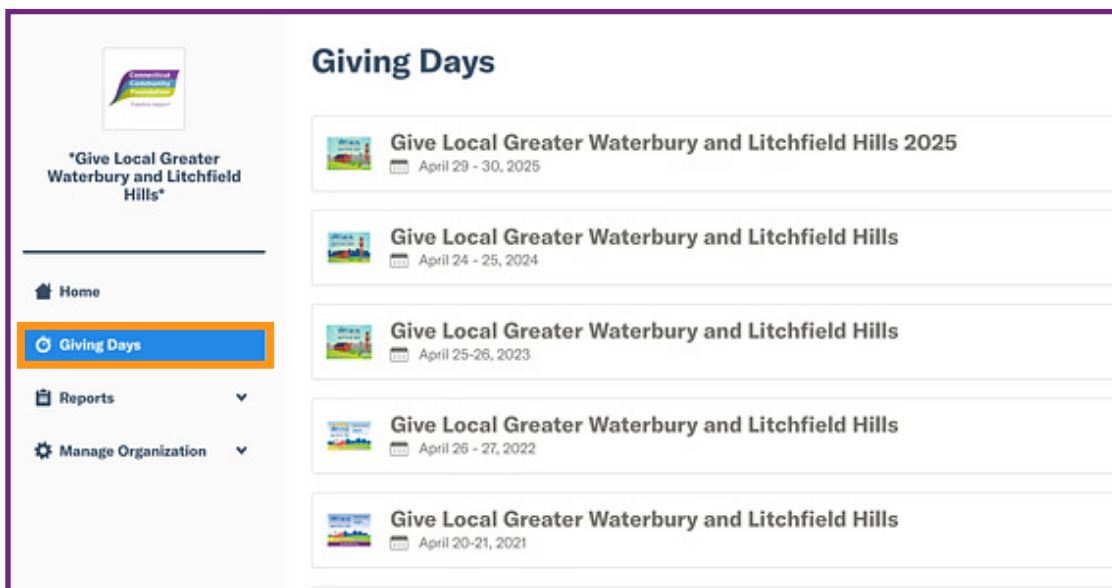 Connecticut
Community
Foundation
*Give Local Greater
Waterbury and Litchfield
Hills*
Home
Giving Days
Reports
Manage Organization
Giving Days
Give Local Greater Waterbury and Litchfield Hills 2025
April 29 - 30, 2025
Give Local Greater Waterbury and Litchfield Hills
April 24 - 25, 2024
Give Local Greater Waterbury and Litchfield Hills
April 25-26, 2023
Give Local Greater Waterbury and Litchfield Hills
April 26 - 27, 2022
Give Local Greater Waterbury and Litchfield Hills
April 20-21, 2021